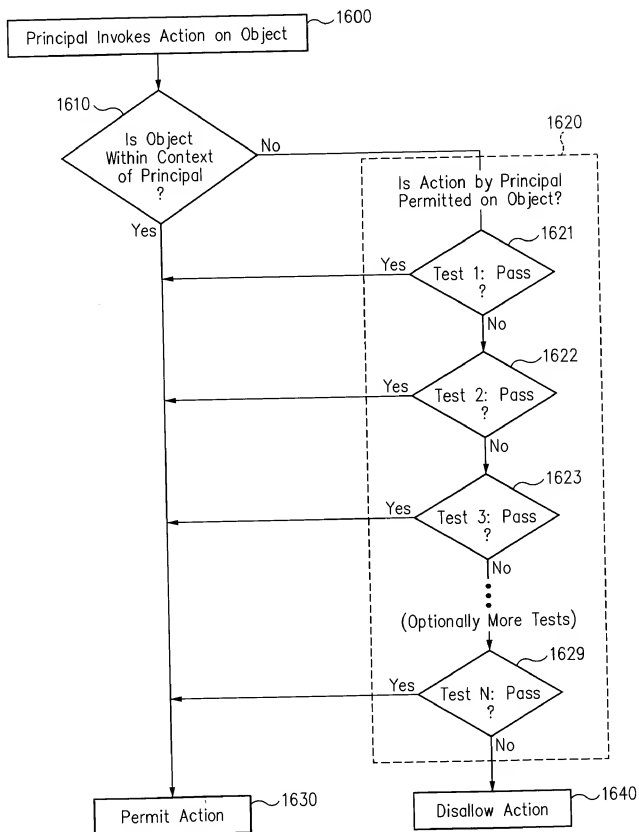 Principal Invokes Action on Object
1600
1610
Is Object
Within Context
of Principal
?
No
Yes
1620
Is Action by Principal
Permitted on Object?
1621
Yes
Test 1: Pass
?
No
1622
Yes
Test 2: Pass
?
No
1623
Yes
Test 3: Pass
?
No
(Optionally More Tests)
1629
Yes
Test N: Pass
?
No
Permit Action
1630
Disallow Action
1640